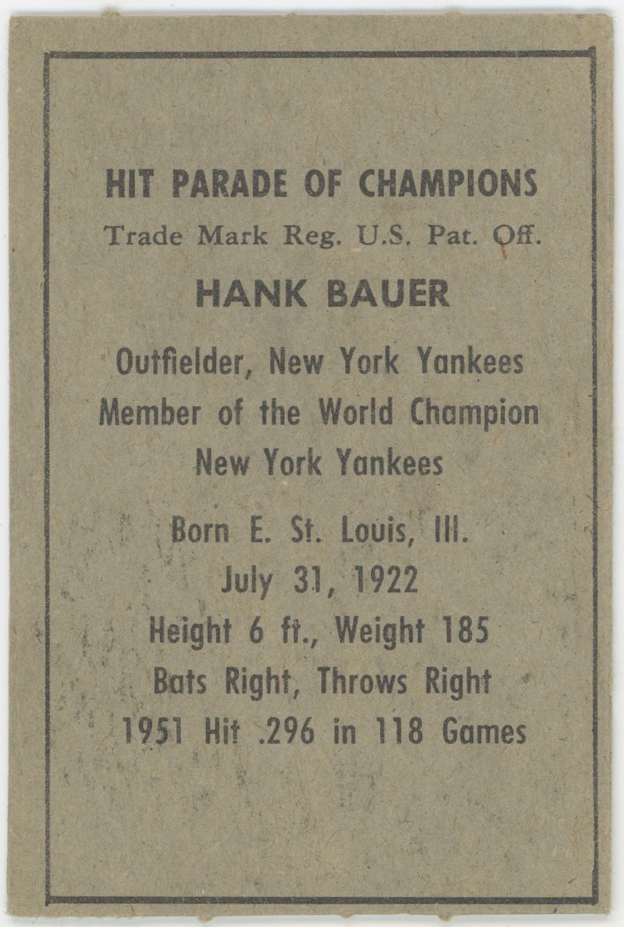 HIT PARADE OF CHAMPIONS
Trade Mark Reg. U.S. Pat. Off.
HANK BAUER
Outfielder, New York Yankees
Member of the World Champion
New York Yankees
Born E. St. Louis, Ill.
July 31, 1922
Height 6 ft., Weight 185
Bats Right, Throws Right
1951 Hit .296 in 118 Games